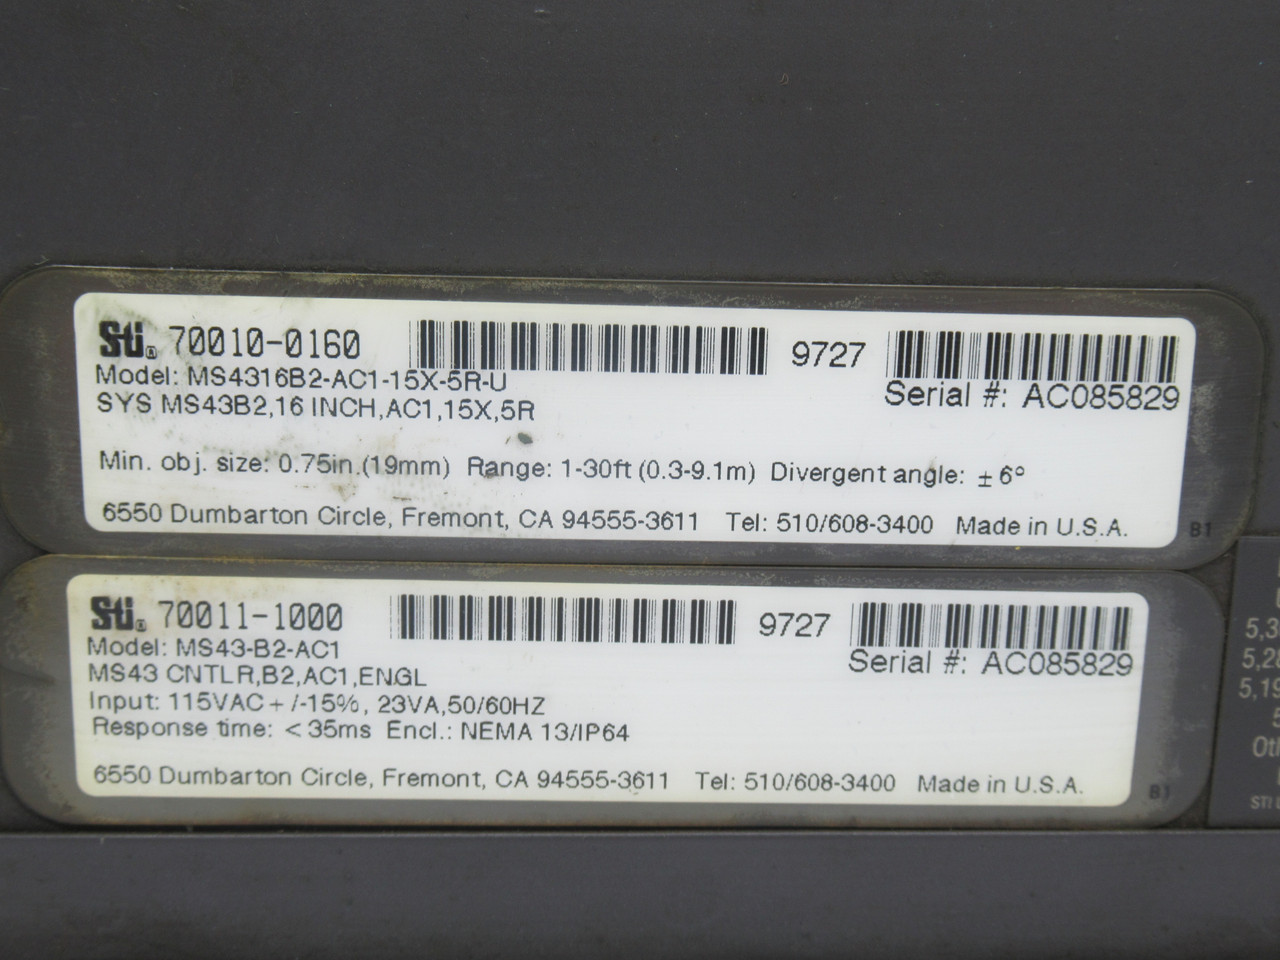 Sti® 70010-0160 9727
Model: MS4316B2-AC1-15X-5R-U Serial #: AC085829
SYS MS43B2,16 INCH,AC1,15X,5R
Min. obj. size: 0.75in.(19mm) Range: 1-30ft (0.3-9.1m) Divergent angle: ± 6°
6550 Dumbarton Circle, Fremont, CA 94555-3611 Tel: 510/608-3400 Made in U.S.A.
B1
Sti® 70011-1000 9727
Model: MS43-B2-AC1 Serial #: AC085829
MS43 CNTLR,B2,AC1,ENGL
Input: 115VAC+/-15%, 23VA,50/60HZ
Response time: <35ms Encl.: NEMA 13/IP64
6550 Dumbarton Circle, Fremont, CA 94555-3611 Tel: 510/608-3400 Made in U.S.A.
B1
STI